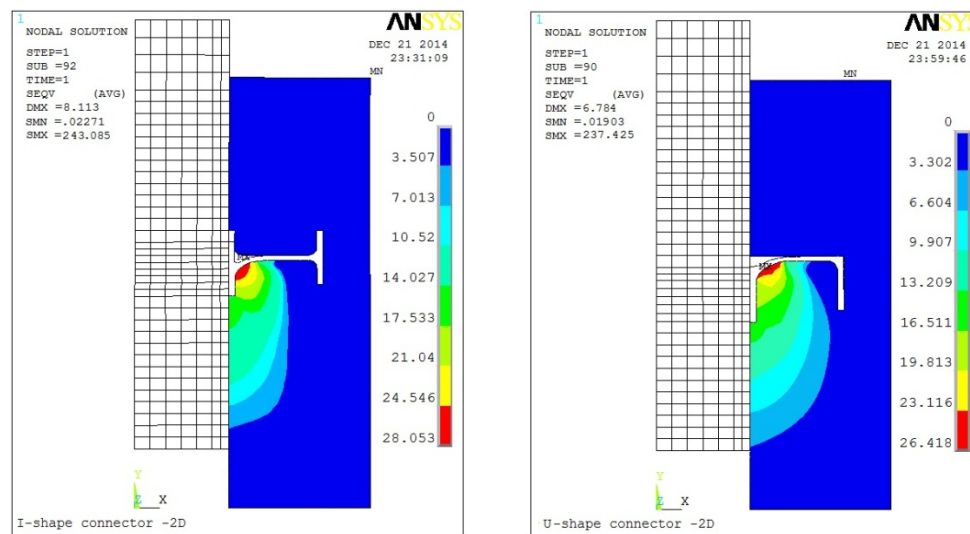 1
ANSYS
NODAL SOLUTION
DEC 21 2014
23:31:09
STEP=1
SUB =92
TIME=1
SEQV (AVG)
DMX =8.113
SMN =.02271
SMX =243.085
MN
MX
0
3.507
7.013
10.52
14.027
17.533
21.04
24.546
28.053
Y
Z X
I-shape connector -2D
1
ANSYS
NODAL SOLUTION
DEC 21 2014
23:59:46
STEP=1
SUB =90
TIME=1
SEQV (AVG)
DMX =6.784
SMN =.01903
SMX =237.425
MN
MX
0
3.302
6.604
9.907
13.209
16.511
19.813
23.116
26.418
Y
Z X
U-shape connector -2D